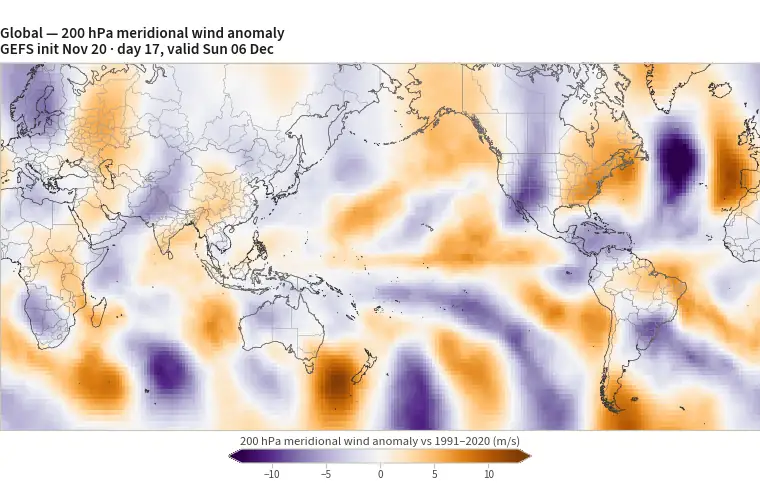 Global — 200 hPa meridional wind anomaly
GEFS init Nov 20 · day 17, valid Sun 06 Dec
200 hPa meridional wind anomaly vs 1991–2020 (m/s)
−10 −5 0 5 10